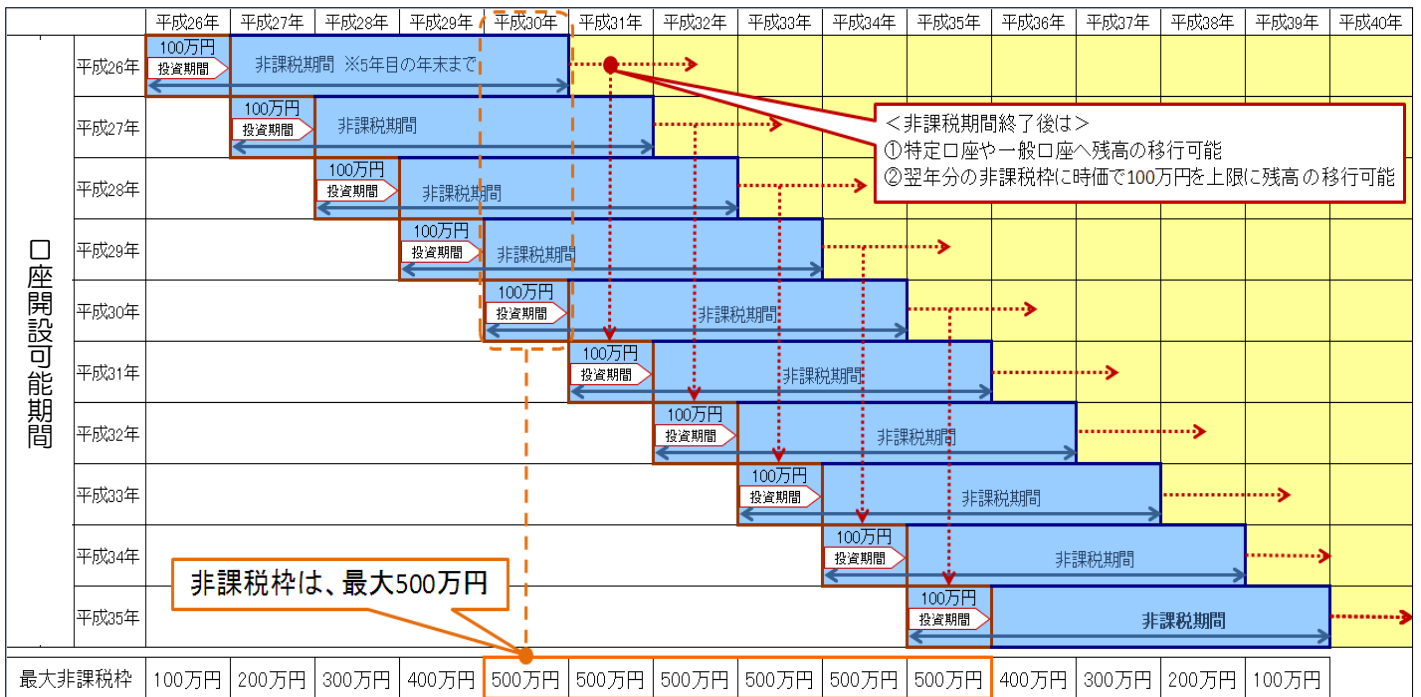 平成26年 平成27年 平成28年 平成29年 平成30年 平成31年 平成32年 平成33年 平成34年 平成35年 平成36年 平成37年 平成38年 平成39年 平成40年
口座開設可能期間
平成26年
100万円
投資期間
非課税期間 ※5年目の年末まで
平成27年
100万円
投資期間
非課税期間
<非課税期間終了後は>
①特定口座や一般口座へ残高の移行可能
②翌年分の非課税枠に時価で100万円を上限に残高の移行可能
平成28年
100万円
投資期間
非課税期間
平成29年
100万円
投資期間
非課税期間
平成30年
100万円
投資期間
非課税期間
平成31年
100万円
投資期間
非課税期間
平成32年
100万円
投資期間
非課税期間
平成33年
100万円
投資期間
非課税期間
平成34年
100万円
投資期間
非課税期間
非課税枠は、最大500万円
平成35年
100万円
投資期間
非課税期間
最大非課税枠 100万円 200万円 300万円 400万円 500万円 500万円 500万円 500万円 500万円 500万円 400万円 300万円 200万円 100万円